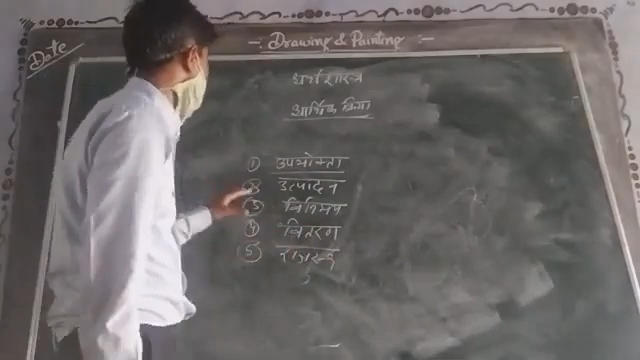 Date
-: Drawing & Painting :-
अर्थशास्त्र
आर्थिक क्रिया
① उपभोक्ता
② उत्पादन
③ विनिमय
④ वितरण
⑤ राजस्व